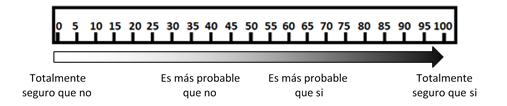 0 5 10 15 20 25 30 35 40 45 50 55 60 65 70 75 80 85 90 95 100
Totalmente seguro que no
Es más probable que no
Es más probable que si
Totalmente seguro que si